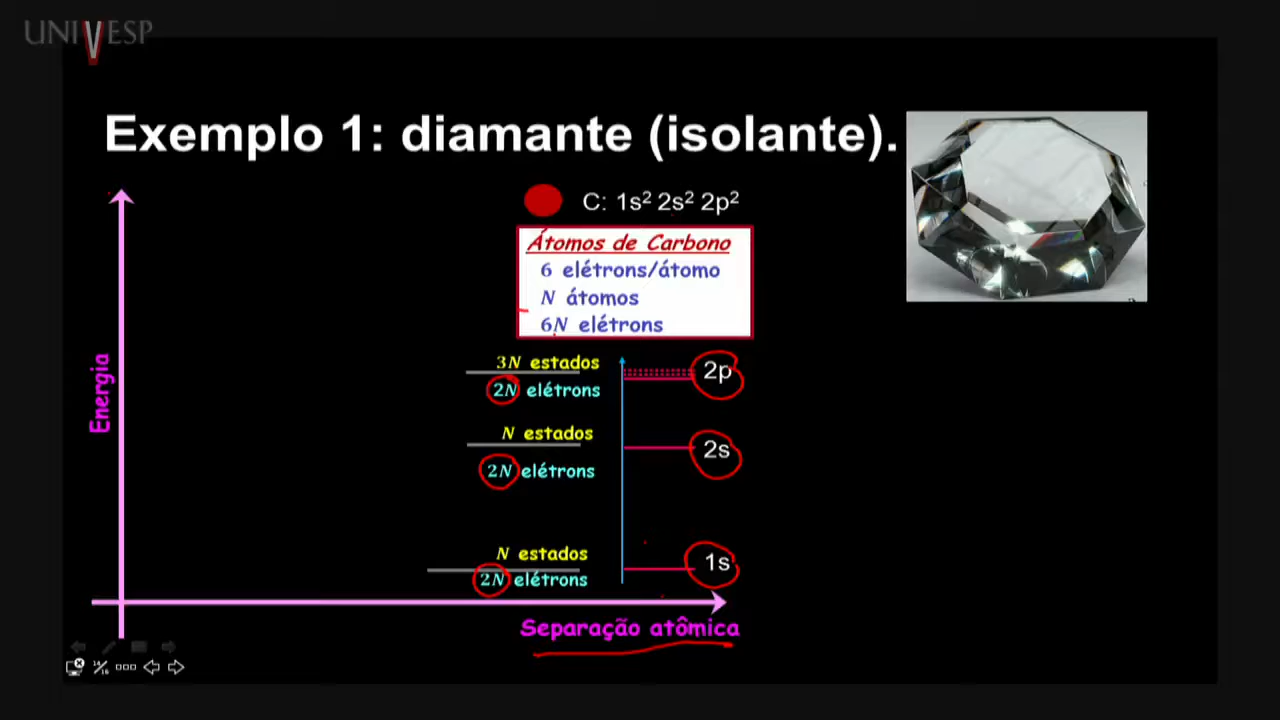 UNIVESP
Exemplo 1: diamante (isolante).
C: 1s² 2s² 2p²
Átomos de Carbono
6 elétrons/átomo
N átomos
6N elétrons
Energia
3N estados
2N elétrons
2p
N estados
2N elétrons
2s
N estados
2N elétrons
1s
Separação atômica